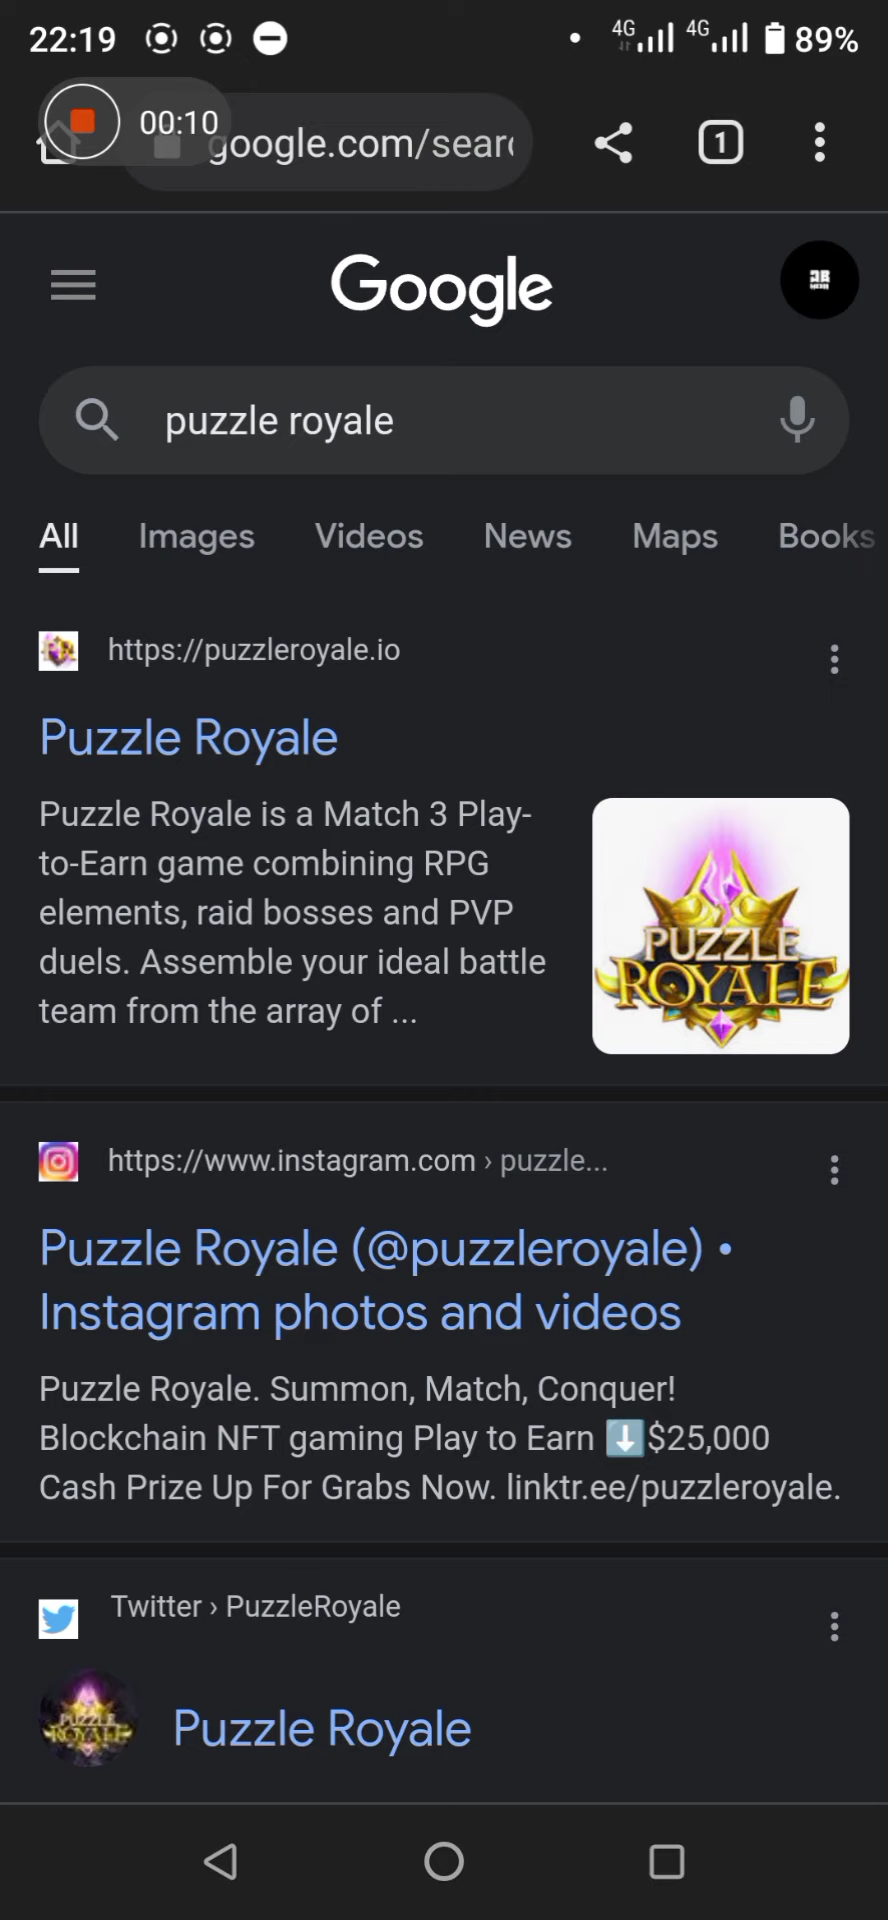 22:19
4G 4G 89%
00:10
google.com/sear
1
Google
puzzle royale
All Images Videos News Maps Books
https://puzzleroyale.io
Puzzle Royale
Puzzle Royale is a Match 3 Play-
to-Earn game combining RPG
elements, raid bosses and PVP
duels. Assemble your ideal battle
team from the array of ...
PUZZLE
ROYALE
https://www.instagram.com › puzzle...
Puzzle Royale (@puzzleroyale) •
Instagram photos and videos
Puzzle Royale. Summon, Match, Conquer!
Blockchain NFT gaming Play to Earn ⬇️$25,000
Cash Prize Up For Grabs Now. linktr.ee/puzzleroyale.
Twitter › PuzzleRoyale
PUZZLE
ROYALE
Puzzle Royale